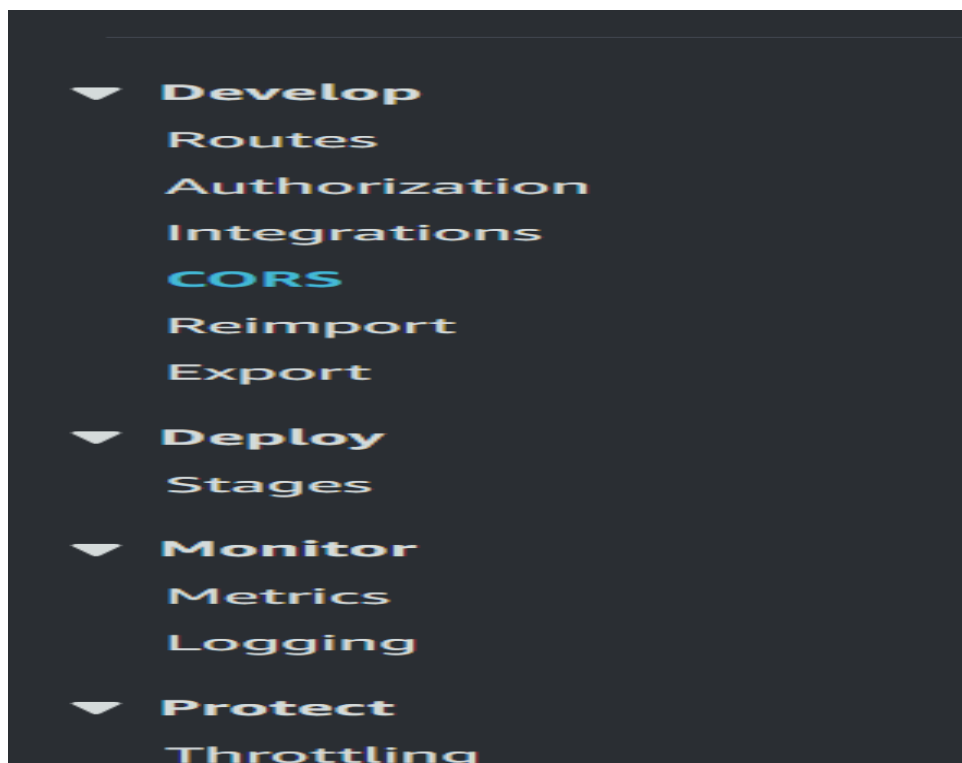 Develop
Routes
Authorization
Integrations
CORS
Reimport
Export
Deploy
Stages
Monitor
Metrics
Logging
Protect
Throttling